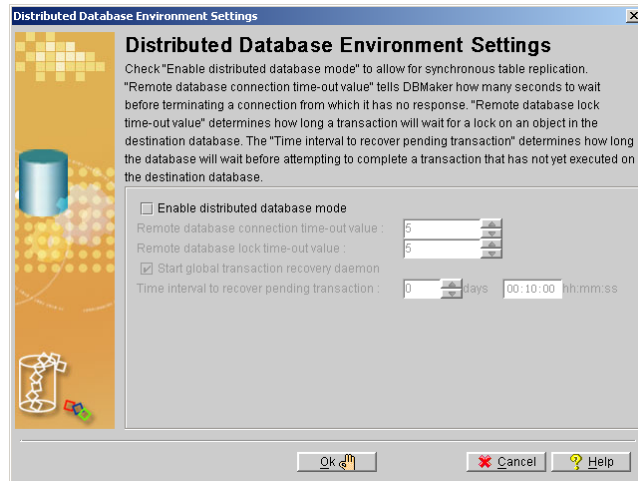 Distributed Database Environment Settings
Distributed Database Environment Settings
Check "Enable distributed database mode" to allow for synchronous table replication.
"Remote database connection time-out value" tells DBMaker how many seconds to wait
before terminating a connection from which it has no response. "Remote database lock
time-out value" determines how long a transaction will wait for a lock on an object in the
destination database. The "Time interval to recover pending transaction" determines how long
the database will wait before attempting to complete a transaction that has not yet executed on
the destination database.
Enable distributed database mode
Remote database connection time-out value : 5
Remote database lock time-out value : 5
Start global transaction recovery daemon
Time interval to recover pending transaction : 0 days 00:10:00 hh:mm:ss
Ok Cancel Help